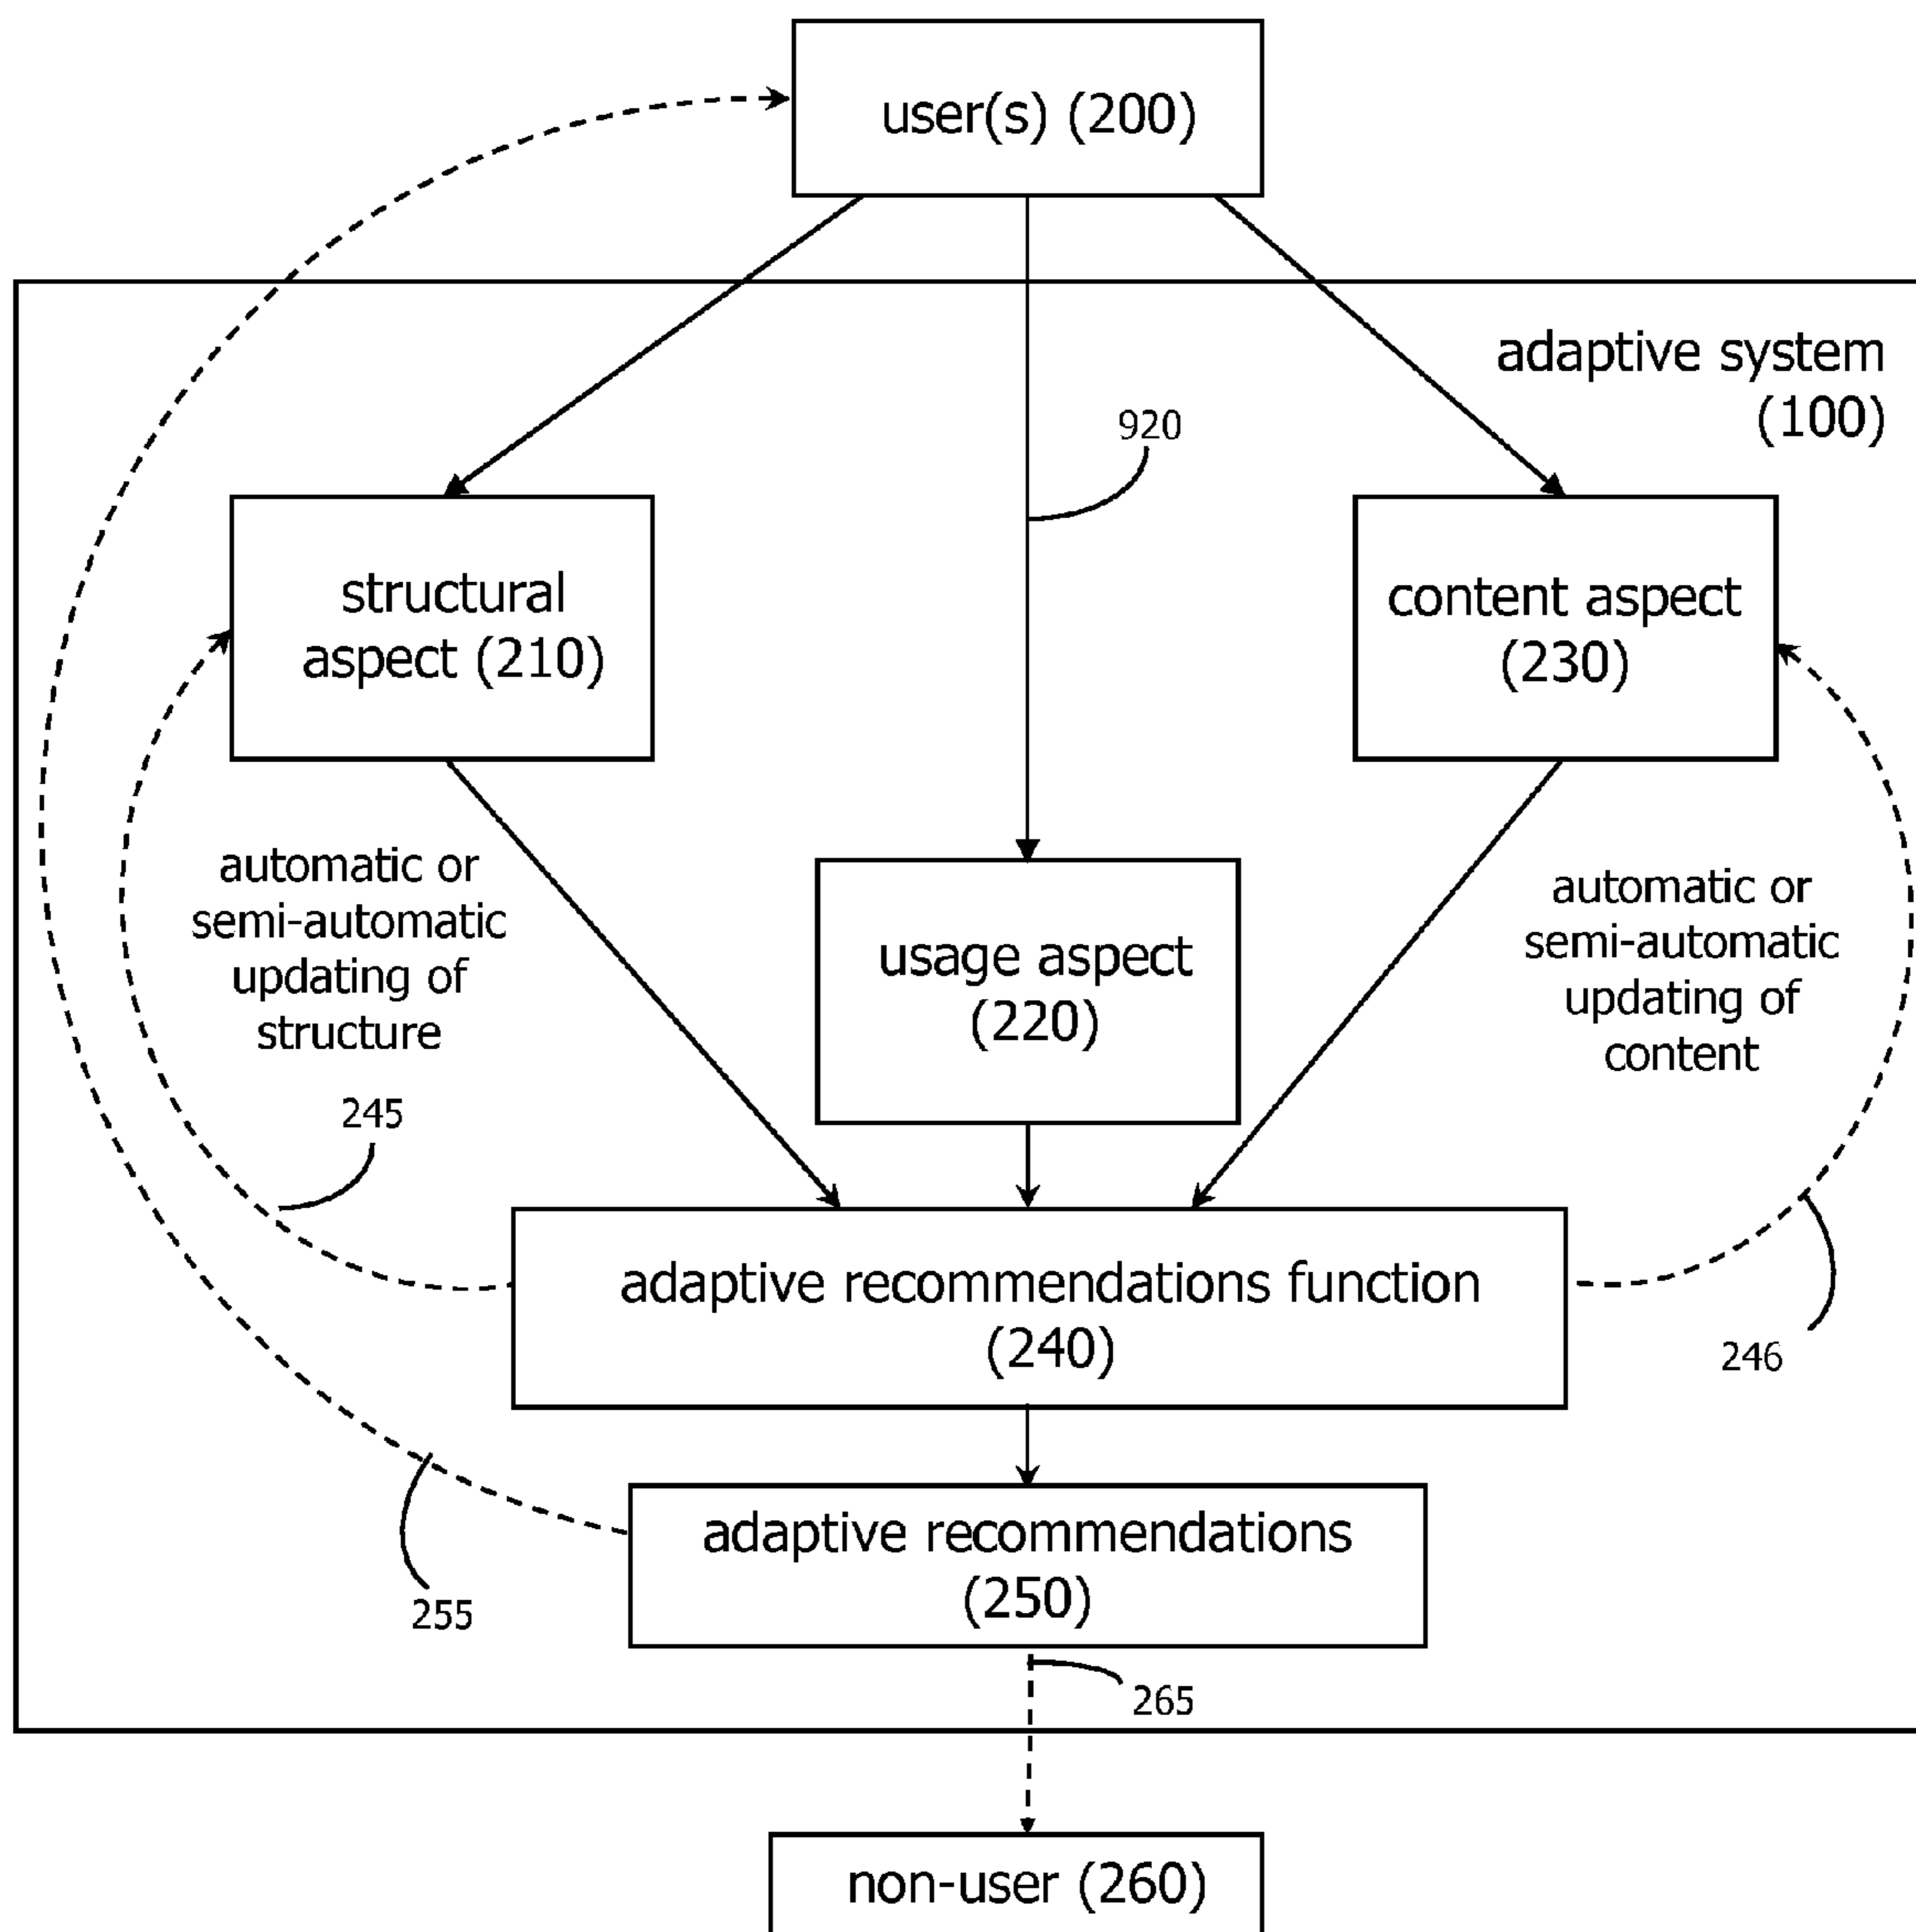 user(s) (200)
adaptive system
(100)
920
structural
aspect (210)
content aspect
(230)
automatic or
semi-automatic
updating of
structure
usage aspect
(220)
automatic or
semi-automatic
updating of
content
245
adaptive recommendations function
(240)
246
adaptive recommendations
(250)
255
265
non-user (260)